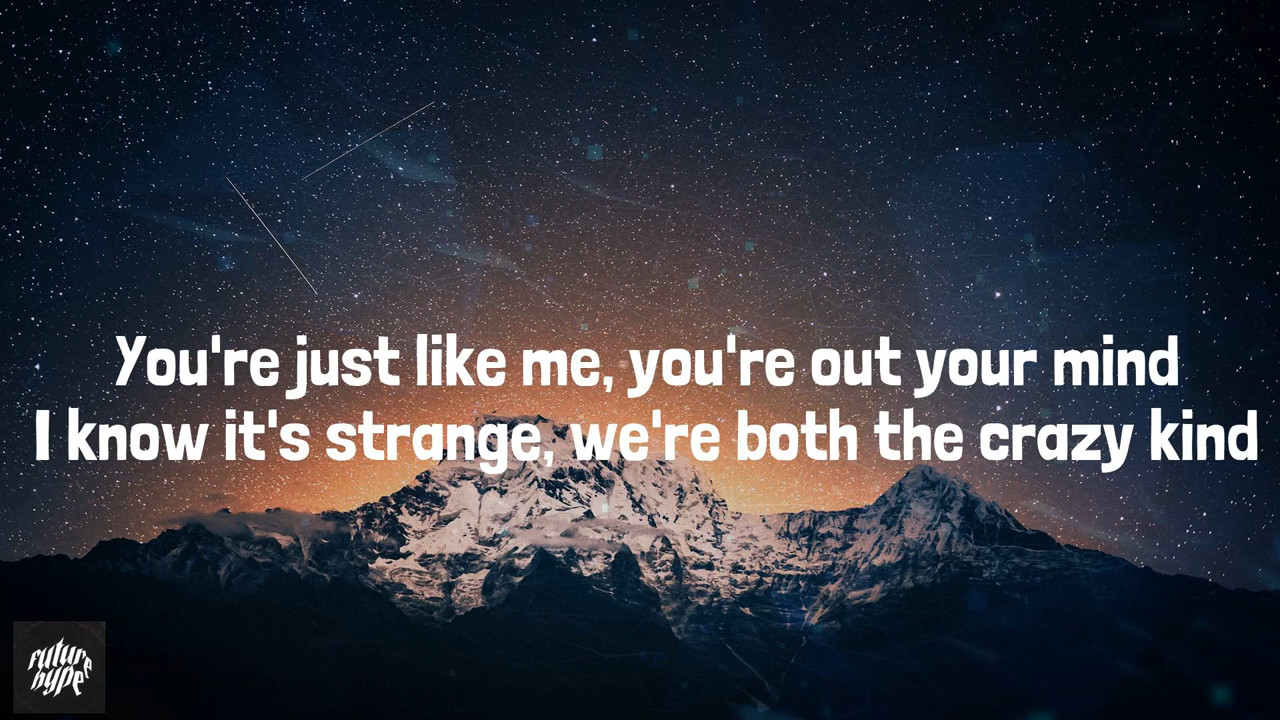 You're just like me, you're out your mind
I know it's strange, we're both the crazy kind
future
hype